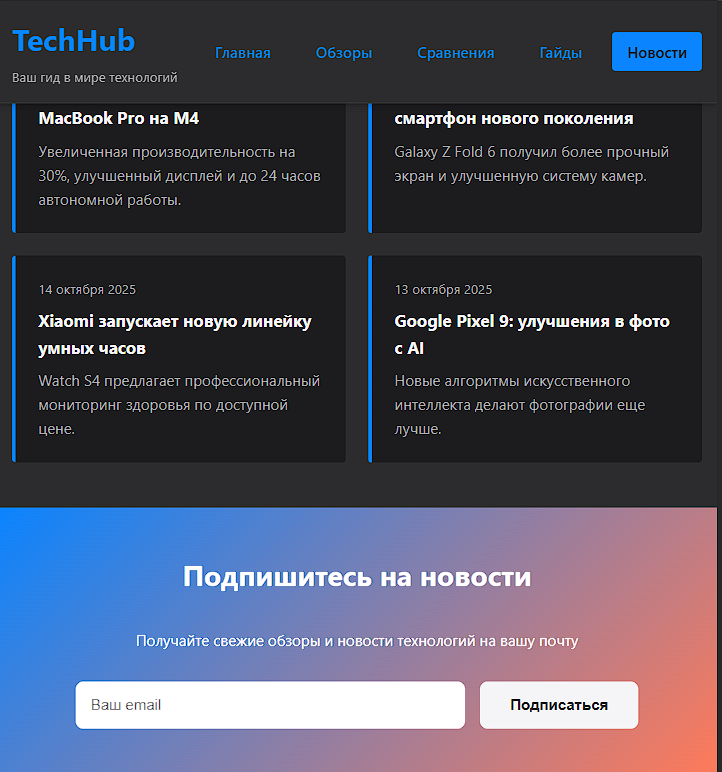 TechHub
Ваш гид в мире технологий
Главная
Обзоры
Сравнения
Гайды
Новости
MacBook Pro на M4
Увеличенная производительность на
30%, улучшенный дисплей и до 24 часов
автономной работы.
смартфон нового поколения
Galaxy Z Fold 6 получил более прочный
экран и улучшенную систему камер.
14 октября 2025
Xiaomi запускает новую линейку
умных часов
Watch S4 предлагает профессиональный
мониторинг здоровья по доступной
цене.
13 октября 2025
Google Pixel 9: улучшения в фото
с AI
Новые алгоритмы искусственного
интеллекта делают фотографии еще
лучше.
Подпишитесь на новости
Получайте свежие обзоры и новости технологий на вашу почту
Ваш email
Подписаться